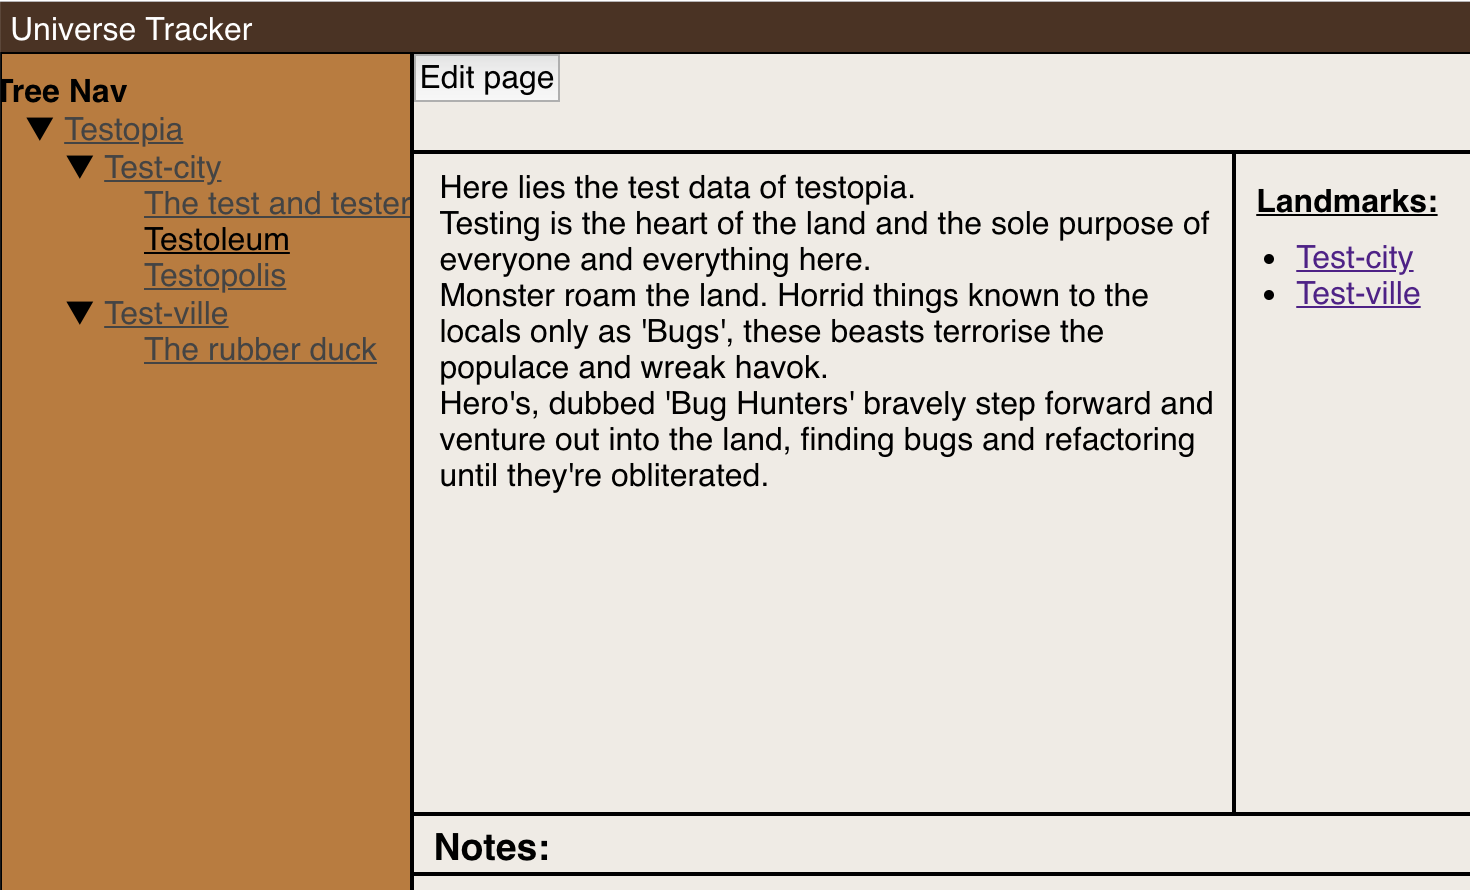 Universe Tracker
Tree Nav
Testopia
Test-city
The test and tester
Testoleum
Testopolis
Test-ville
The rubber duck
Edit page
Here lies the test data of testopia.
Testing is the heart of the land and the sole purpose of
everyone and everything here.
Monster roam the land. Horrid things known to the
locals only as 'Bugs', these beasts terrorise the
populace and wreak havok.
Hero's, dubbed 'Bug Hunters' bravely step forward and
venture out into the land, finding bugs and refactoring
until they're obliterated.
Landmarks:
Test-city
Test-ville
Notes: